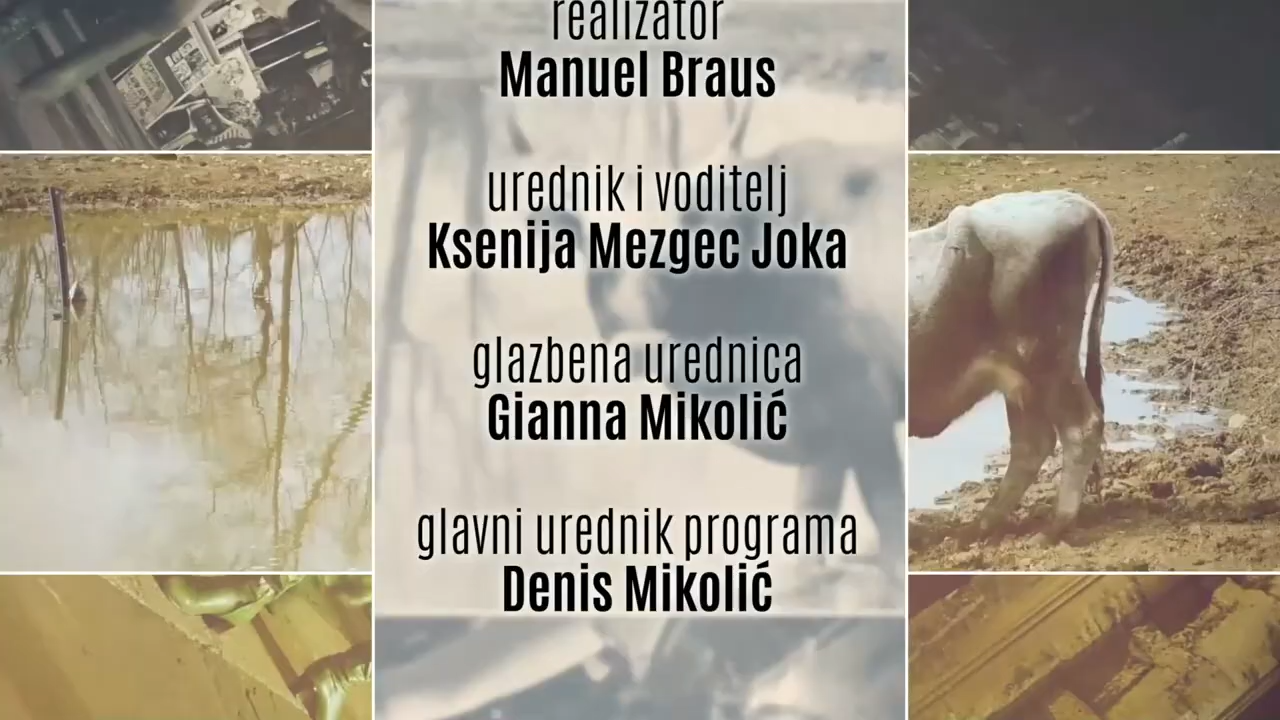 realizator
Manuel Braus
urednik i voditelj
Ksenija Mezgec Joka
glazbena urednica
Gianna Mikolić
glavni urednik programa
Denis Mikolić